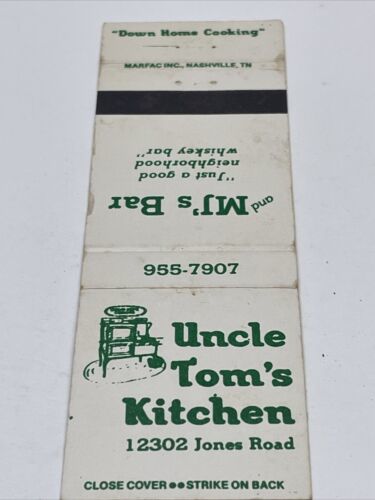 "Down Home Cooking"
MARFAC INC., NASHVILLE, TN
and MJ's Bar
"Just a good
neighborhood
whiskey bar"
955-7907
Uncle
Tom's
Kitchen
12302 Jones Road
CLOSE COVER●●STRIKE ON BACK